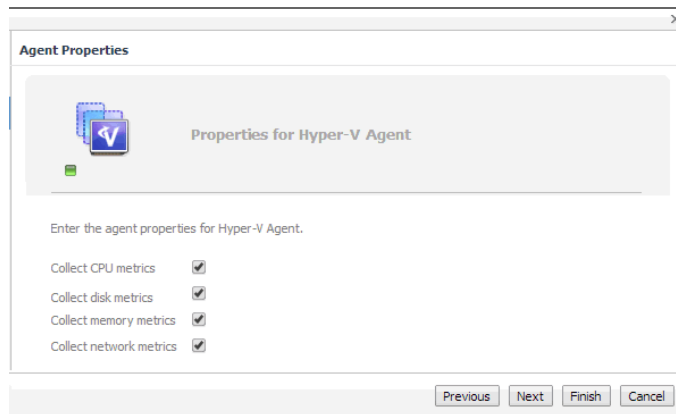 Agent Properties
Properties for Hyper-V Agent
Enter the agent properties for Hyper-V Agent.
Collect CPU metrics
Collect disk metrics
Collect memory metrics
Collect network metrics
Previous Next Finish Cancel